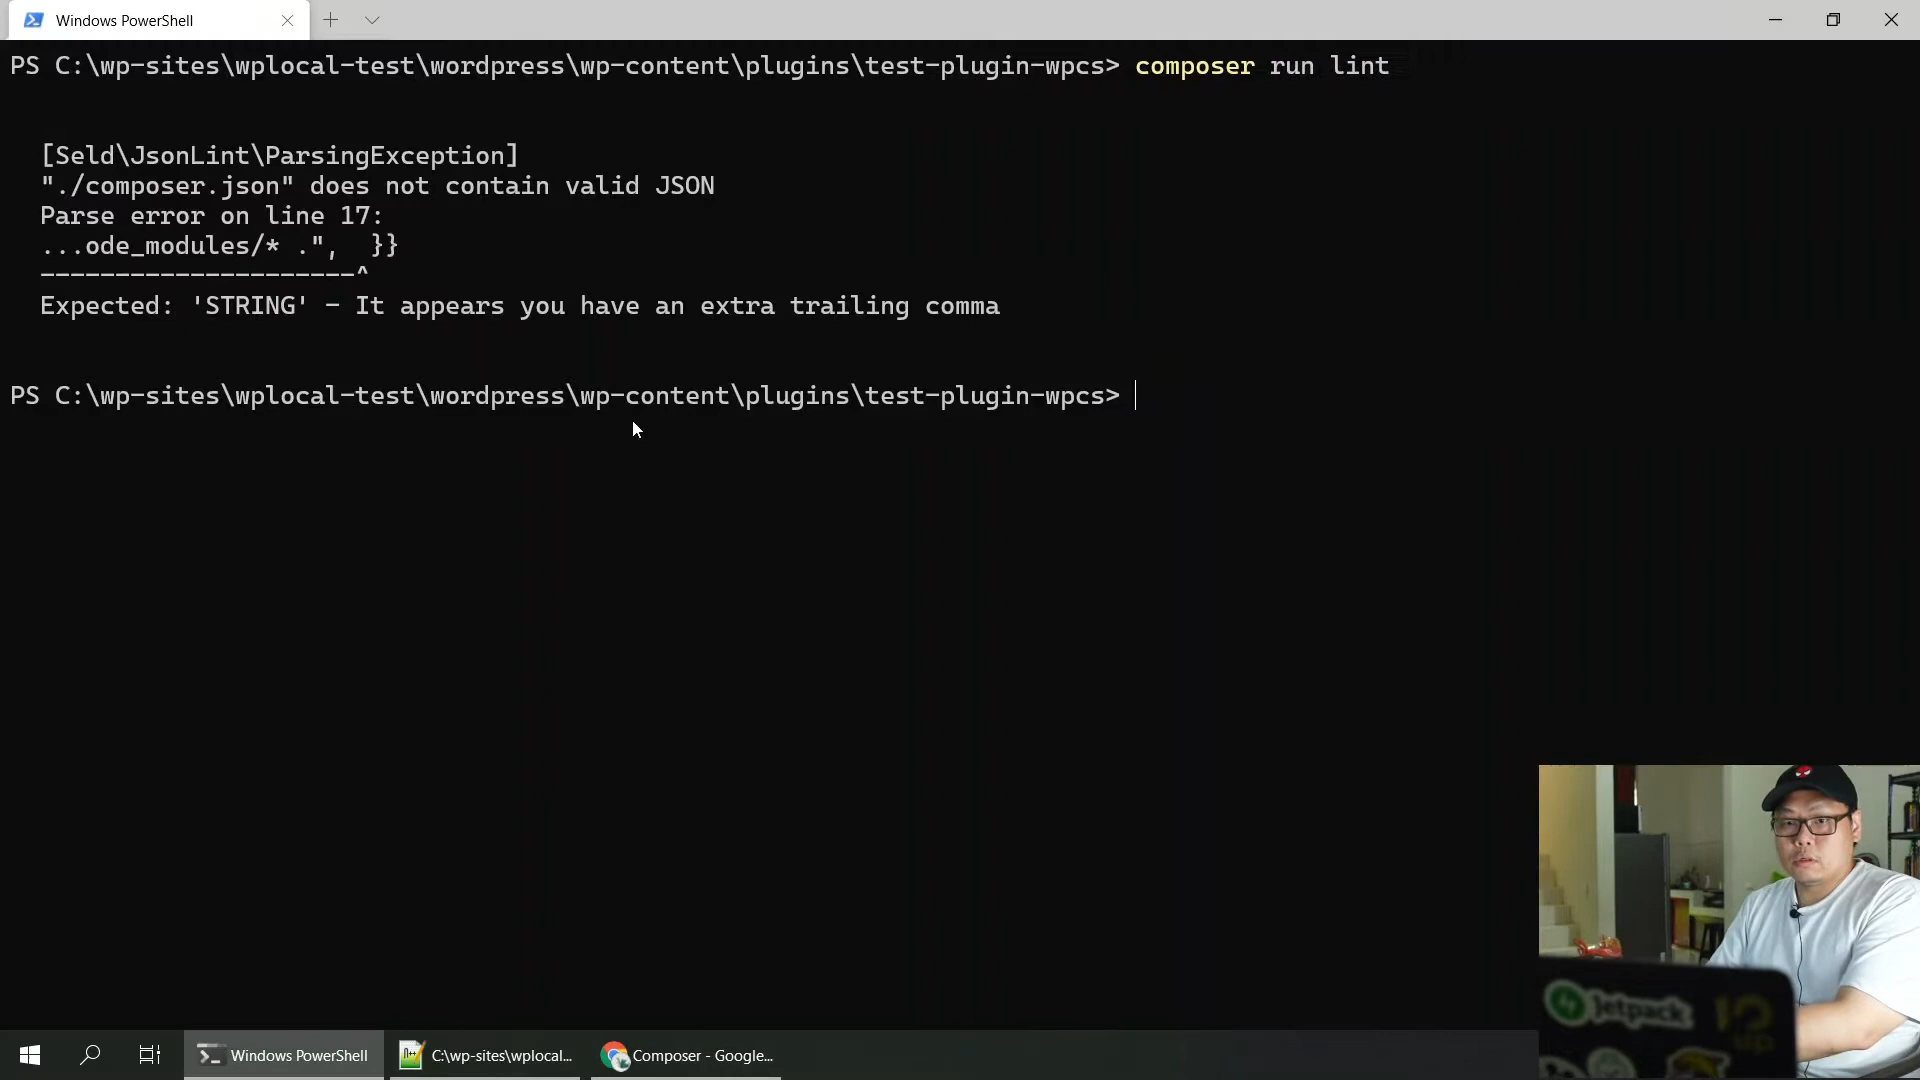 Windows PowerShell
PS C:\wp-sites\wplocal-test\wordpress\wp-content\plugins\test-plugin-wpcs> composer run lint
[Seld\JsonLint\ParsingException]
"./composer.json" does not contain valid JSON
Parse error on line 17:
...ode_modules/* .",  }}
---------------------^
Expected: 'STRING' - It appears you have an extra trailing comma
PS C:\wp-sites\wplocal-test\wordpress\wp-content\plugins\test-plugin-wpcs>
Jetpack
10
up
Windows PowerShell
C:\wp-sites\wplocal...
Composer - Google...